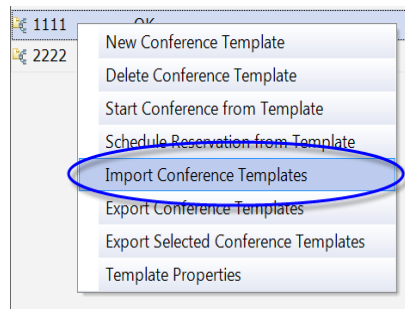 1111 OK
New Conference Template
2222
Delete Conference Template
Start Conference from Template
Schedule Reservation from Template
Import Conference Templates
Export Conference Templates
Export Selected Conference Templates
Template Properties